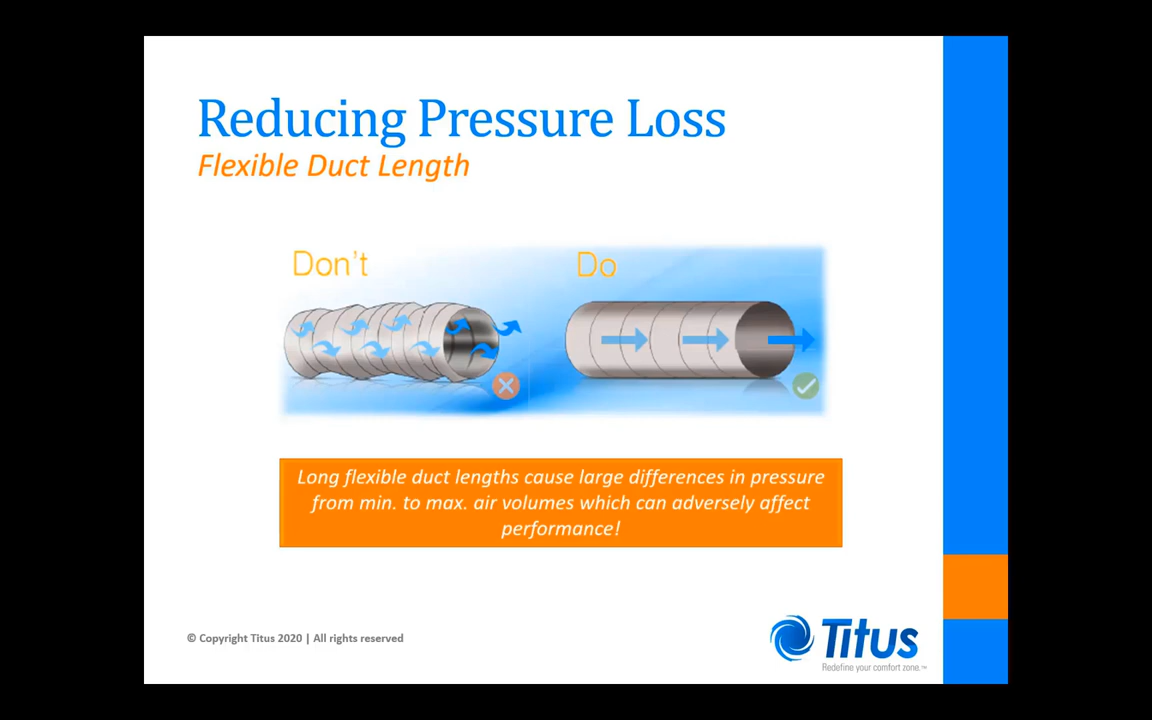 Reducing Pressure Loss
Flexible Duct Length
Don't
Do
Long flexible duct lengths cause large differences in pressure
from min. to max. air volumes which can adversely affect
performance!
© Copyright Titus 2020 | All rights reserved
Titus
Redefine your comfort zone.™